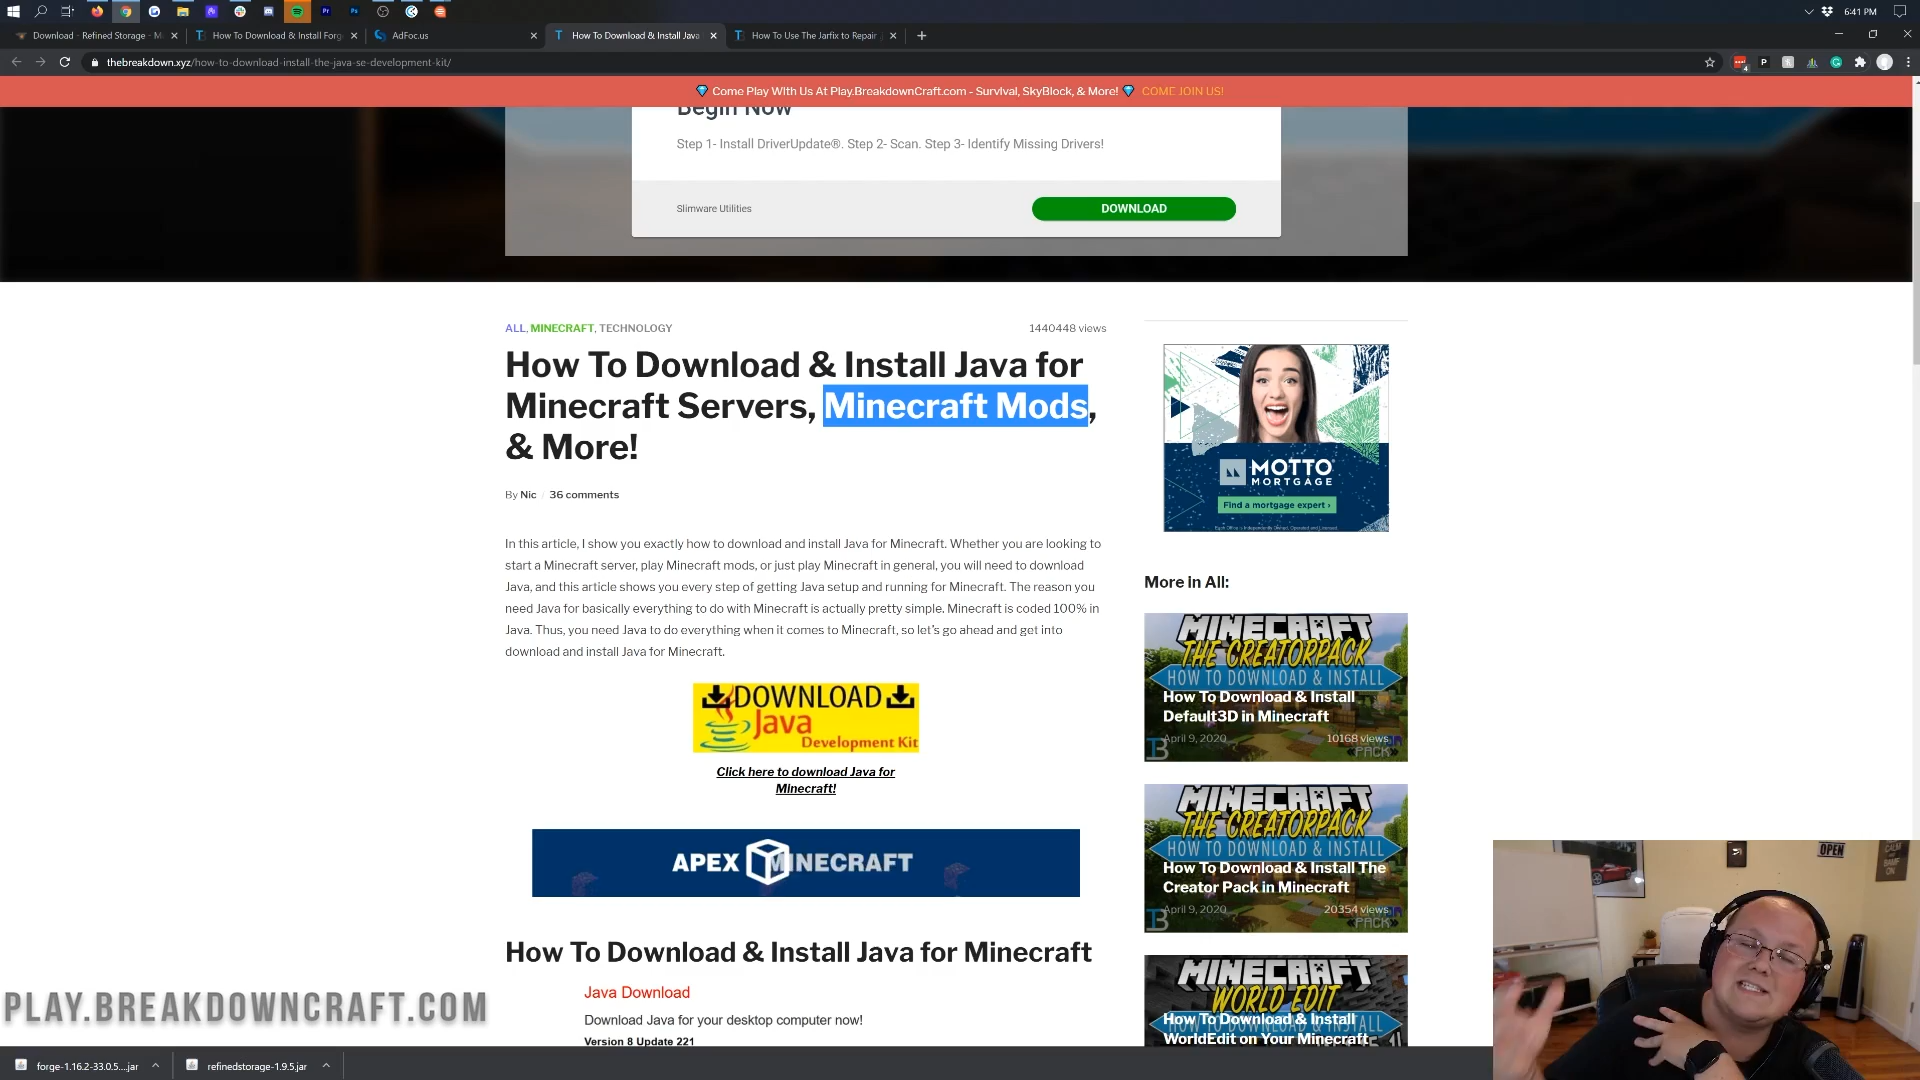 6:41 PM
Download - Refined Storage - M
How To Download & Install Forg
AdFoc.us
How To Download & Install Java
How To Use The Jarfix to Repair
thebreakdown.xyz/how-to-download-install-the-java-se-development-kit/
Come Play With Us At Play.BreakdownCraft.com - Survival, SkyBlock, & More! COME JOIN US!
Begin Now
Step 1- Install DriverUpdate®. Step 2- Scan. Step 3- Identify Missing Drivers!
Slimware Utilities
DOWNLOAD
ALL, MINECRAFT, TECHNOLOGY
1440448 views
How To Download & Install Java for
Minecraft Servers, Minecraft Mods,
& More!
By Nic / 36 comments
In this article, I show you exactly how to download and install Java for Minecraft. Whether you are looking to
start a Minecraft server, play Minecraft mods, or just play Minecraft in general, you will need to download
Java, and this article shows you every step of getting Java setup and running for Minecraft. The reason you
need Java for basically everything to do with Minecraft is actually pretty simple. Minecraft is coded 100% in
Java. Thus, you need Java to do everything when it comes to Minecraft, so let's go ahead and get into
download and install Java for Minecraft.
DOWNLOAD
Java
Development Kit
Click here to download Java for
Minecraft!
APEX MINECRAFT
How To Download & Install Java for Minecraft
Java Download
Download Java for your desktop computer now!
Version 8 Update 221
MOTTO
MORTGAGE
Find a mortgage expert ›
More in All:
MINECRAFT
THE CREATORPACK
HOW TO DOWNLOAD & INSTALL
How To Download & Install
Default3D in Minecraft
April 9, 2020
10168 views
PACK
MINECRAFT
THE CREATORPACK
HOW TO DOWNLOAD & INSTALL
How To Download & Install The
Creator Pack in Minecraft
April 9, 2020
20354 views
PACK
MINECRAFT
WORLD EDIT
HOW TO DOWNLOAD & INSTALL
How To Download & Install
WorldEdit on Your Minecraft
OPEN
PLAY.BREAKDOWNCRAFT.COM
forge-1.16.2-33.0.5....jar
refinedstorage-1.9.5.jar